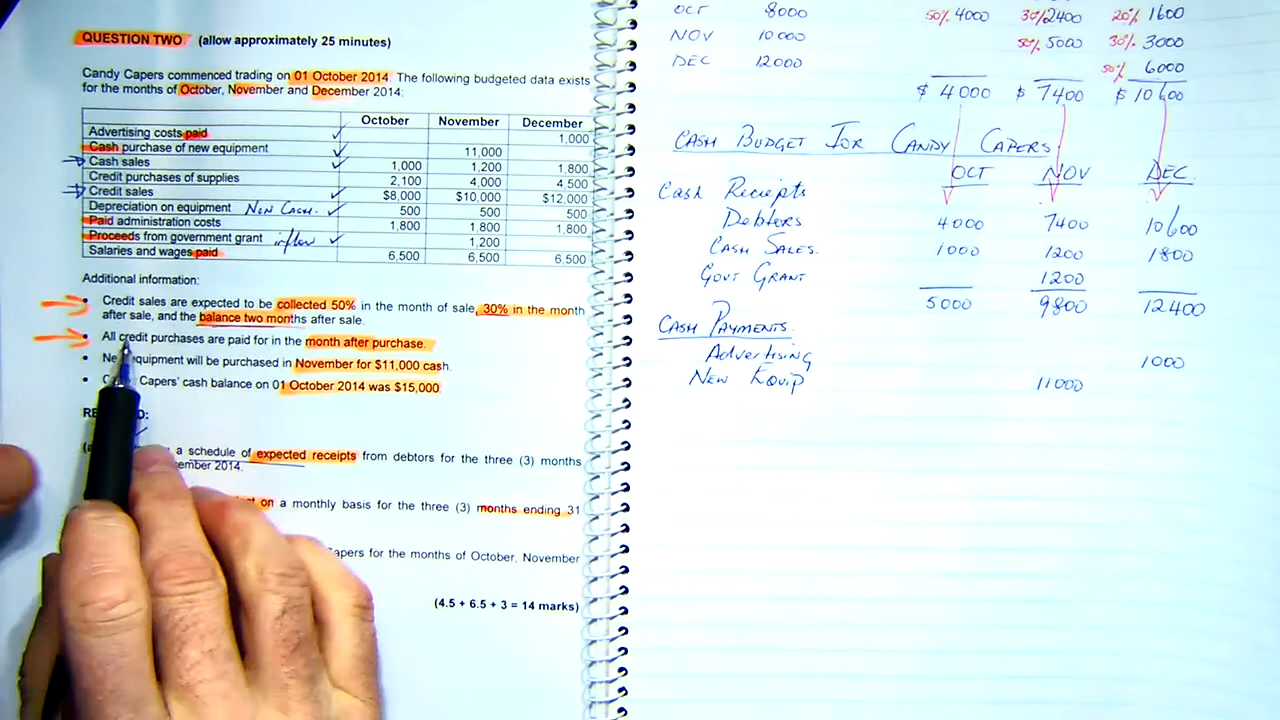 QUESTION TWO (allow approximately 25 minutes)
Candy Capers commenced trading on 01 October 2014. The following budgeted data exists
for the months of October, November and December 2014:
October November December
Advertising costs paid 1,000
Cash purchase of new equipment 11,000
Cash sales 1,000 1,200 1,800
Credit purchases of supplies 2,100 4,000 4,500
Credit sales $8,000 $10,000 $12,000
Depreciation on equipment NON CASH. 500 500 500
Paid administration costs 1,800 1,800 1,800
Proceeds from government grant inflow 1,200
Salaries and wages paid 6,500 6,500 6,500
Additional information:
Credit sales are expected to be collected 50% in the month of sale, 30% in the month
after sale, and the balance two months after sale.
All credit purchases are paid for in the month after purchase.
equipment will be purchased in November for $11,000 cash.
Capers' cash balance on 01 October 2014 was $15,000.
a schedule of expected receipts from debtors for the three (3) months
2014.
on a monthly basis for the three (3) months ending 31
for the months of October, November
(4.5 + 6.5 + 3 = 14 marks)
OCT 8000 50% 4000 30% 2400 20% 1600
NOV 10000 50% 5000 30% 3000
DEC 12000 50% 6000
$ 4000 $ 7400 $ 10600
CASH BUDGET FOR CANDY CAPERS
OCT NOV DEC.
Cash Receipts
Debtors 4000 7400 10600
CASH SALES. 1000 1200 1800
GOVT GRANT 1200
5000 9800 12400
CASH PAYMENTS.
Advertising 1000
NEW EQUIP 11000